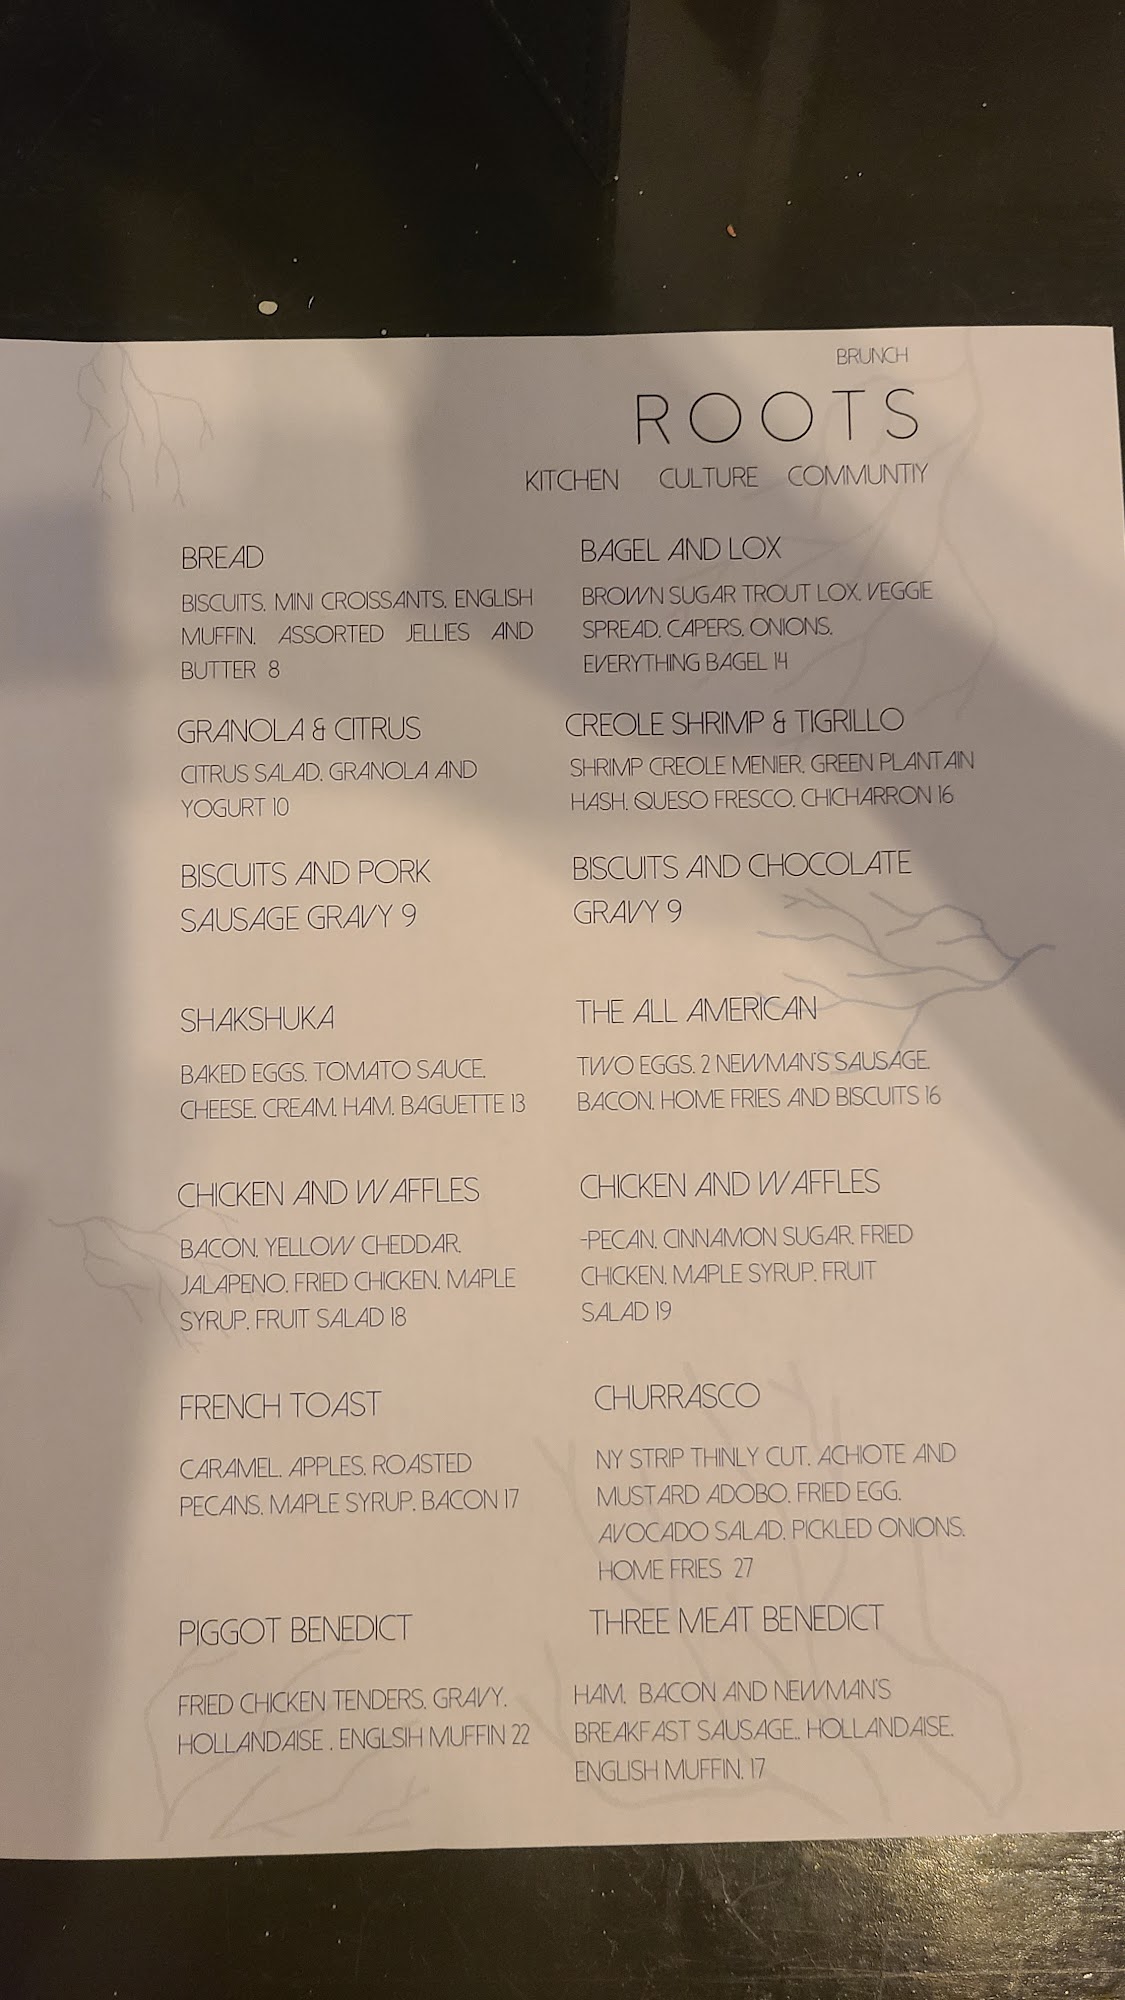 BRUNCH
ROOTS
KITCHEN CULTURE COMMUNTIY
BREAD
BISCUITS, MINI CROISSANTS, ENGLISH
MUFFIN, ASSORTED JELLIES AND
BUTTER 8
GRANOLA & CITRUS
CITRUS SALAD, GRANOLA AND
YOGURT 10
BISCUITS AND PORK
SAUSAGE GRAVY 9
SHAKSHUKA
BAKED EGGS, TOMATO SAUCE,
CHEESE, CREAM, HAM, BAGUETTE 13
CHICKEN AND WAFFLES
BACON, YELLOW CHEDDAR,
JALAPENO, FRIED CHICKEN, MAPLE
SYRUP, FRUIT SALAD 18
FRENCH TOAST
CARAMEL, APPLES, ROASTED
PECANS, MAPLE SYRUP, BACON 17
PIGGOT BENEDICT
FRIED CHICKEN TENDERS, GRAVY,
HOLLANDAISE , ENGLSIH MUFFIN 22
BAGEL AND LOX
BROWN SUGAR TROUT LOX, VEGGIE
SPREAD, CAPERS, ONIONS,
EVERYTHING BAGEL 14
CREOLE SHRIMP & TIGRILLO
SHRIMP CREOLE MENIER, GREEN PLANTAIN
HASH, QUESO FRESCO, CHICHARRON 16
BISCUITS AND CHOCOLATE
GRAVY 9
THE ALL AMERICAN
TWO EGGS, 2 NEWMAN'S SAUSAGE,
BACON, HOME FRIES AND BISCUITS 16
CHICKEN AND WAFFLES
-PECAN, CINNAMON SUGAR, FRIED
CHICKEN, MAPLE SYRUP, FRUIT
SALAD 19
CHURRASCO
NY STRIP THINLY CUT, ACHIOTE AND
MUSTARD ADOBO, FRIED EGG,
AVOCADO SALAD, PICKLED ONIONS,
HOME FRIES 27
THREE MEAT BENEDICT
HAM, BACON AND NEWMAN'S
BREAKFAST SAUSAGE,, HOLLANDAISE,
ENGLISH MUFFIN, 17